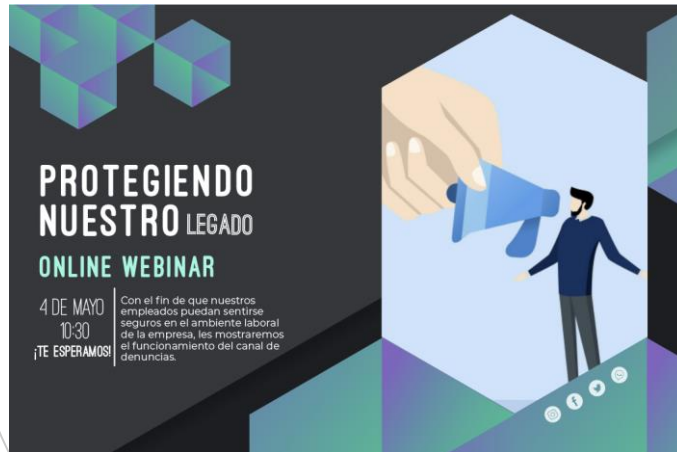 PROTEGIENDO
NUESTRO LEGADO
ONLINE WEBINAR
4 DE MAYO
10:30
¡TE ESPERAMOS!
Con el fin de que nuestros
empleados puedan sentirse
seguros en el ambiente laboral
de la empresa, les mostraremos
el funcionamiento del canal de
denuncias.